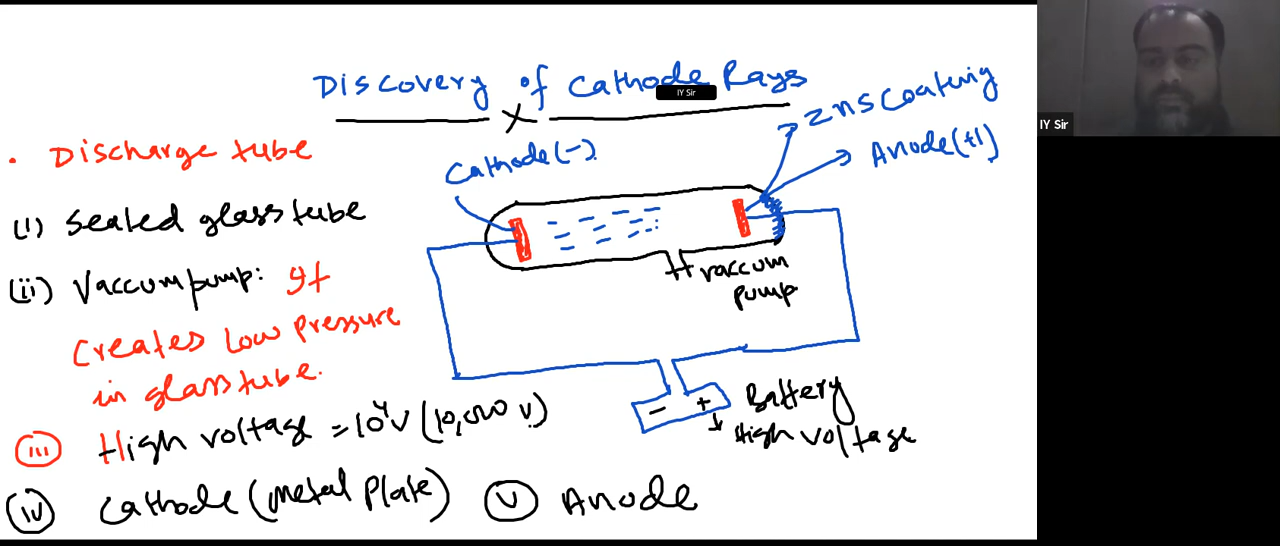 Discovery of Cathode Rays
IY Sir
IY Sir
ZnS Coating
Anode(+)
Cathode(-)
. Discharge tube
(i) Sealed glass tube
(ii) Vaccum pump: It
Creates Low Pressure
in glass tube.
vaccum
pump
(iii) High voltage = 10⁴V (10,000 V)
- +
Battery
High voltage
(iv) Cathode (metal Plate) (v) Anode